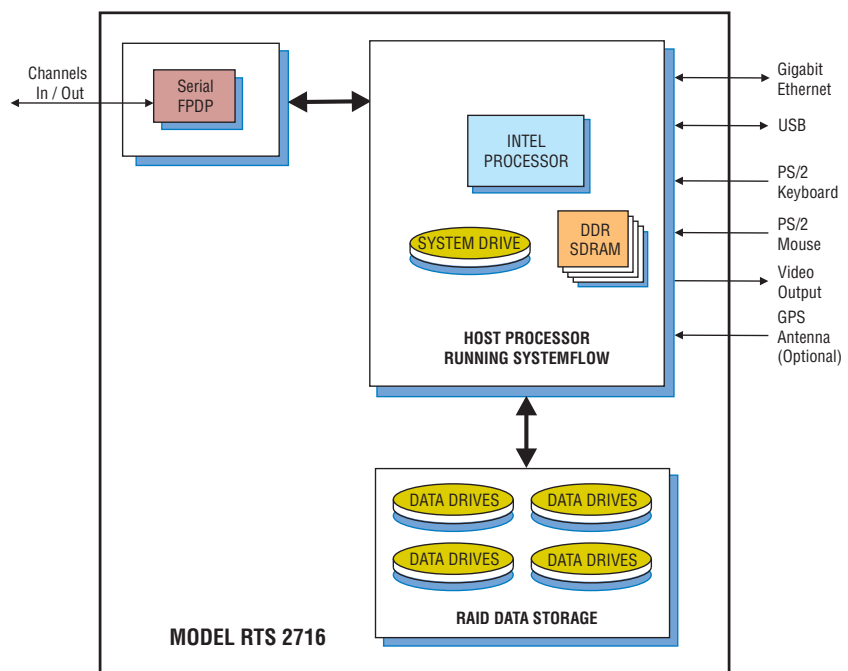 Channels
In / Out
Serial
FPDP
INTEL
PROCESSOR
SYSTEM DRIVE
DDR
SDRAM
HOST PROCESSOR
RUNNING SYSTEMFLOW
Gigabit
Ethernet
USB
PS/2
Keyboard
PS/2
Mouse
Video
Output
GPS
Antenna
(Optional)
DATA DRIVES
DATA DRIVES
DATA DRIVES
DATA DRIVES
RAID DATA STORAGE
MODEL RTS 2716